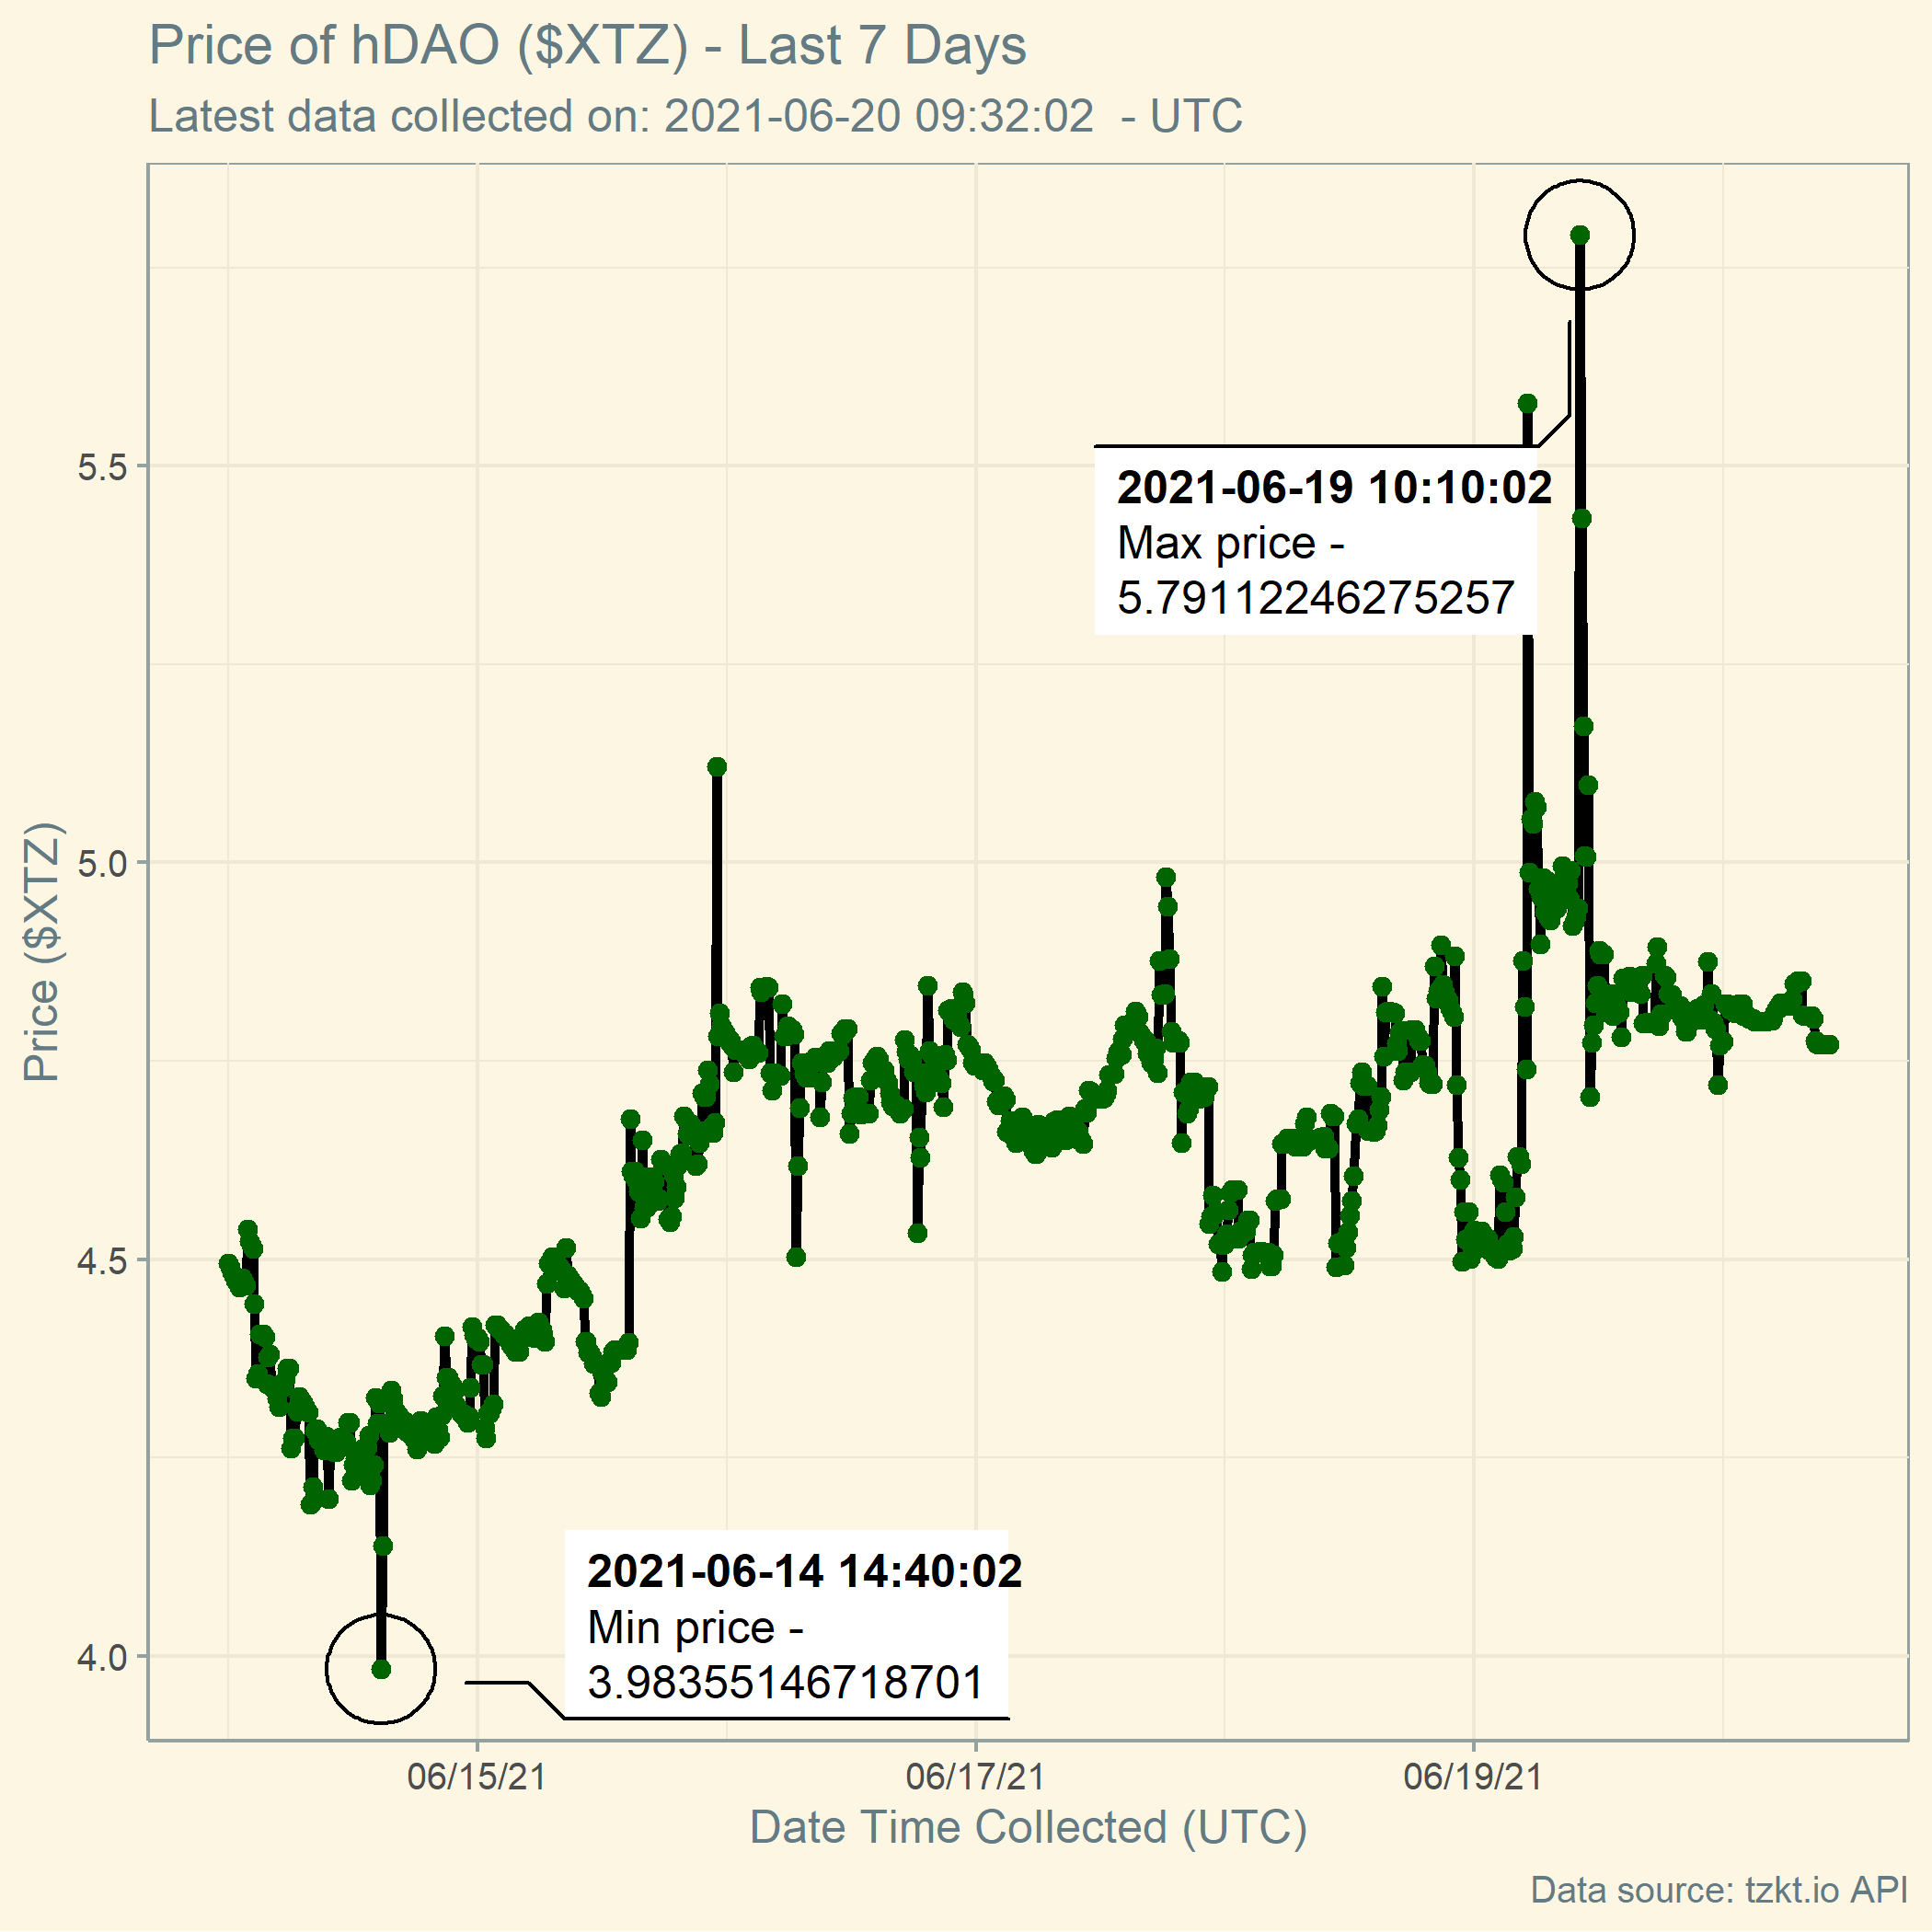 Price of hDAO ($XTZ) - Last 7 Days
Latest data collected on: 2021-06-20 09:32:02  - UTC
Price ($XTZ)
5.5
5.0
4.5
4.0
2021-06-19 10:10:02
Max price -
5.79112246275257
2021-06-14 14:40:02
Min price -
3.98355146718701
06/15/21
06/17/21
06/19/21
Date Time Collected (UTC)
Data source: tzkt.io API